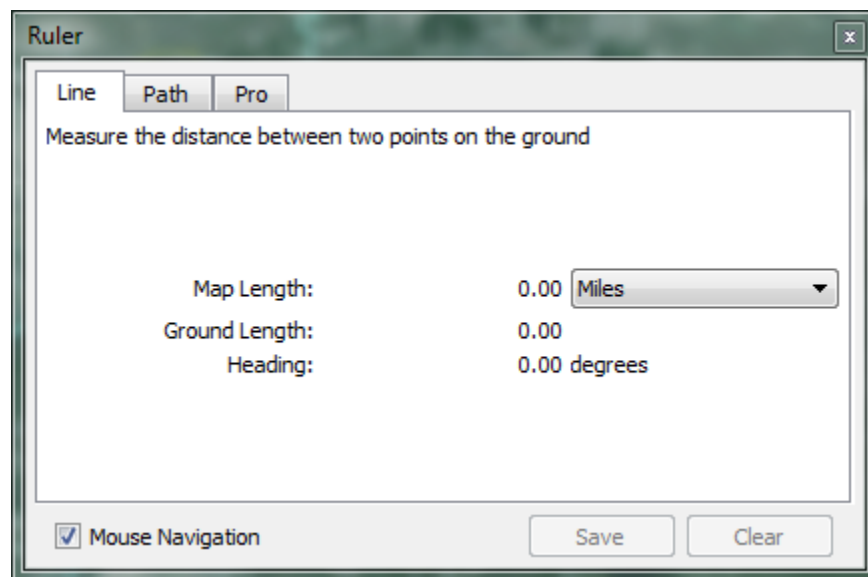 Ruler
Line Path Pro
Measure the distance between two points on the ground
Map Length: 0.00 Miles
Ground Length: 0.00
Heading: 0.00 degrees
Mouse Navigation Save Clear